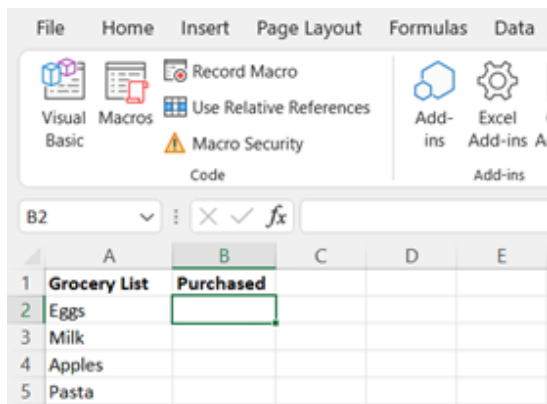 File Home Insert Page Layout Formulas Data
Record Macro
Use Relative References
Macro Security
Visual Basic
Macros
Add-ins
Excel Add-ins
Code
Add-ins
B2
fx
A B C D E
1 Grocery List Purchased
2 Eggs
3 Milk
4 Apples
5 Pasta